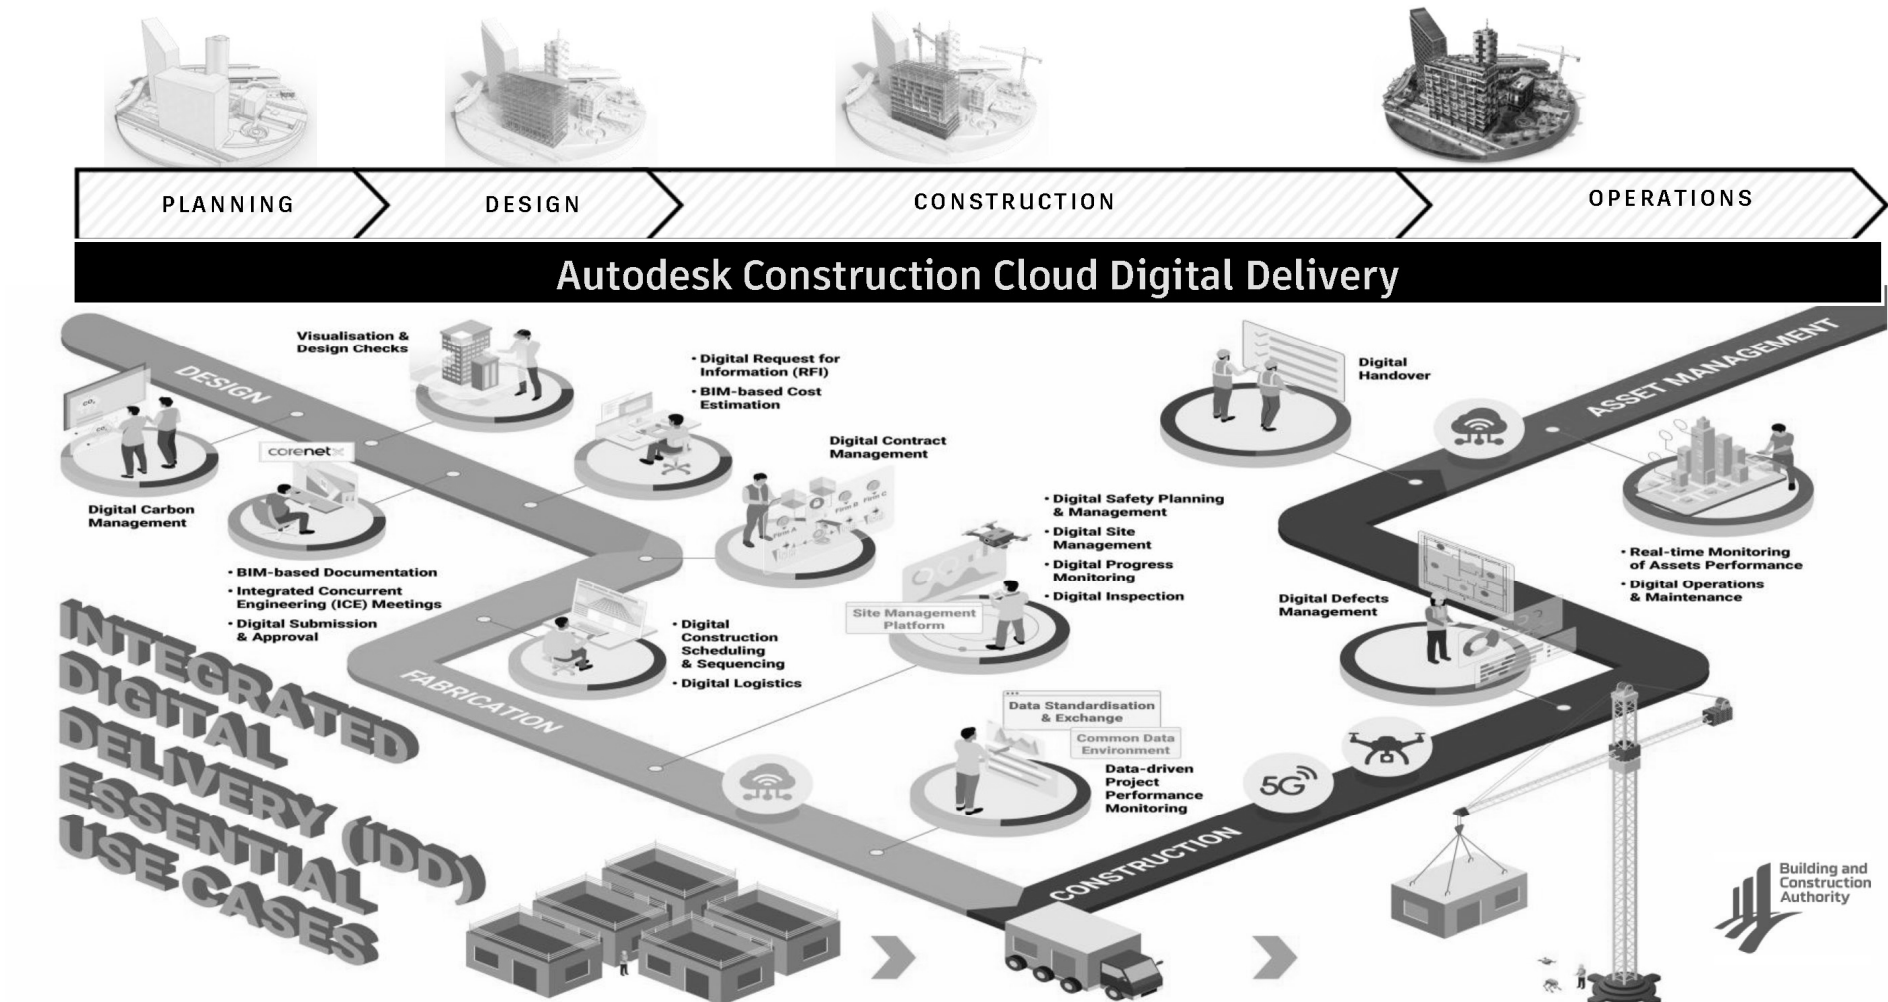 PLANNING
DESIGN
CONSTRUCTION
OPERATIONS
Autodesk Construction Cloud Digital Delivery
DESIGN
Visualisation &
Design Checks
• Digital Request for
Information (RFI)
• BIM-based Cost
Estimation
Digital Carbon
Management
corenet X
• BIM-based Documentation
• Integrated Concurrent
Engineering (ICE) Meetings
• Digital Submission
& Approval
Digital Contract
Management
Firm A
Firm B
Firm C
CO₂
FABRICATION
• Digital
Construction
Scheduling
& Sequencing
• Digital Logistics
Site Management
Platform
• Digital Safety Planning
& Management
• Digital Site
Management
• Digital Progress
Monitoring
• Digital Inspection
Data Standardisation
& Exchange
Common Data
Environment
Data-driven
Project
Performance
Monitoring
CONSTRUCTION
5G
Digital Defects
Management
Digital
Handover
ASSET MANAGEMENT
• Real-time Monitoring
of Assets Performance
• Digital Operations
& Maintenance
INTEGRATED
DIGITAL
DELIVERY (IDD)
ESSENTIAL
USE CASES
Building and
Construction
Authority